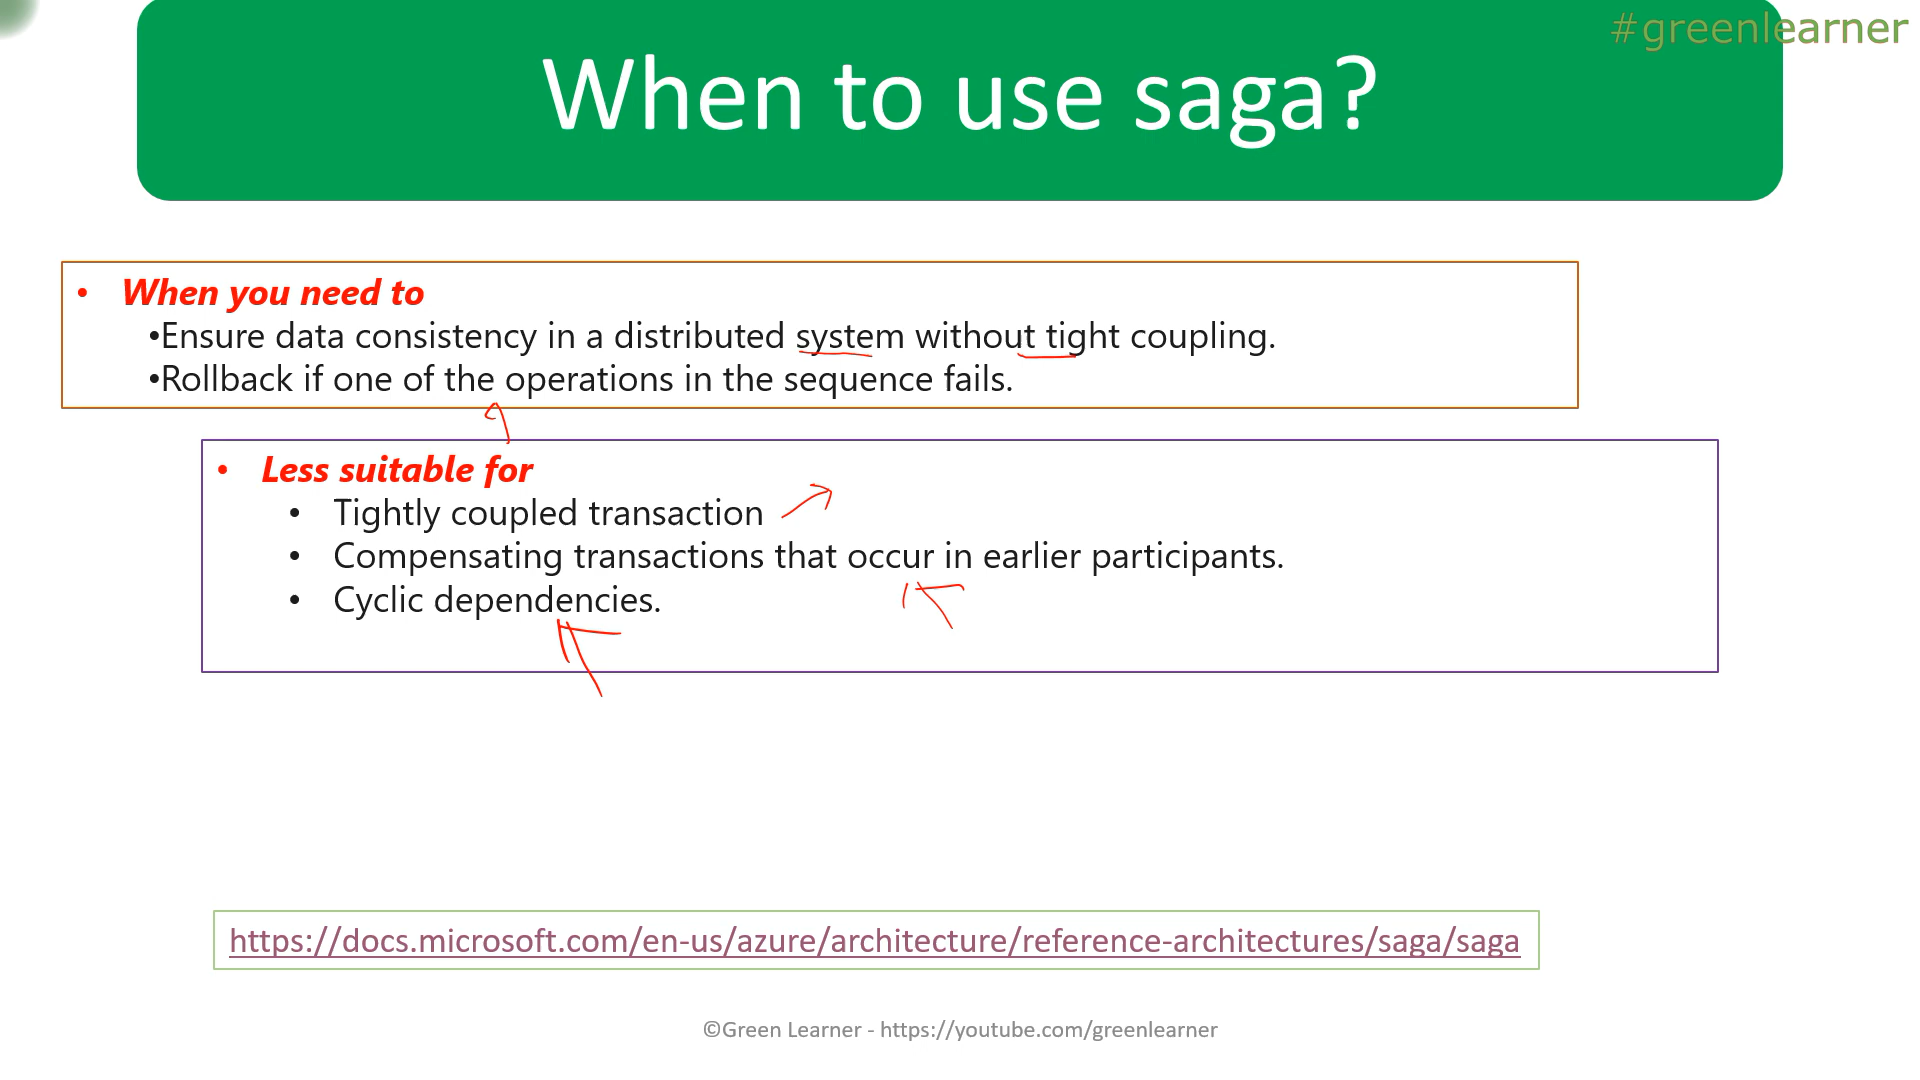 #greenlearner
When to use saga?
• When you need to
•Ensure data consistency in a distributed system without tight coupling.
•Rollback if one of the operations in the sequence fails.
• Less suitable for
• Tightly coupled transaction
• Compensating transactions that occur in earlier participants.
• Cyclic dependencies.
https://docs.microsoft.com/en-us/azure/architecture/reference-architectures/saga/saga
©Green Learner - https://youtube.com/greenlearner